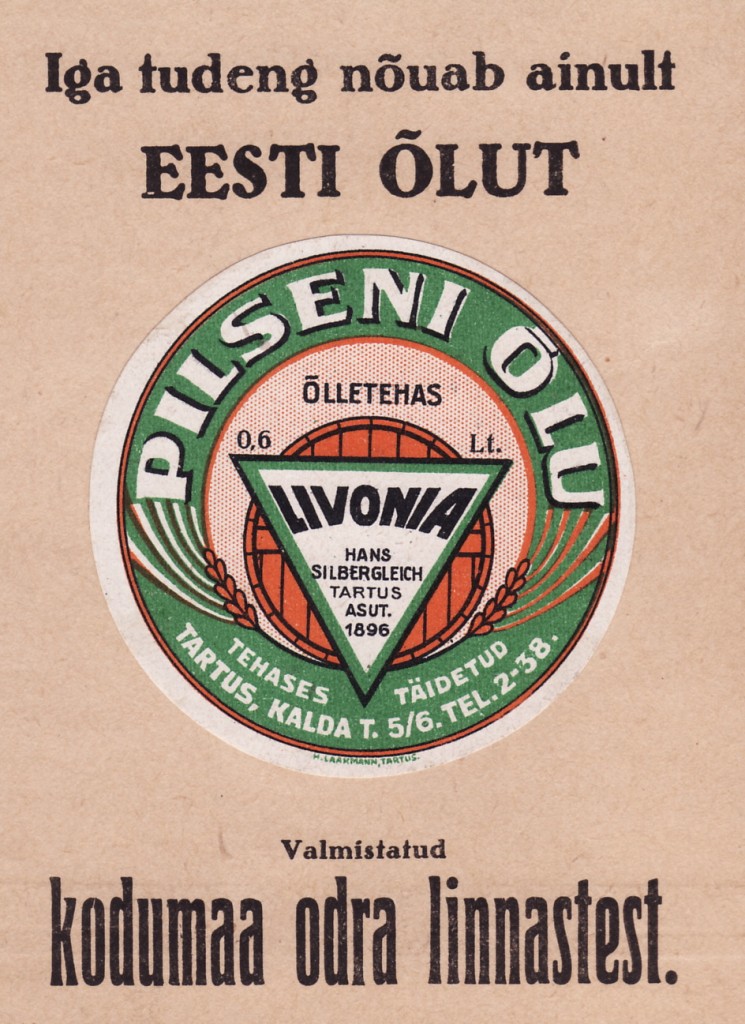 Iga tudeng nõuab ainult
EESTI ÕLUT
PILSENI ÕLU
ÕLLETEHAS
0,6 Lt.
LIVONIA
HANS
SILBERGLEICH
TARTUS
ASUT.
1896
TEHASES TÄIDETUD
TARTUS, KALDA T. 5/6. TEL. 2-38.
H. LAAKMANN, TARTUS.
Valmistatud
kodumaa odra linnastest.